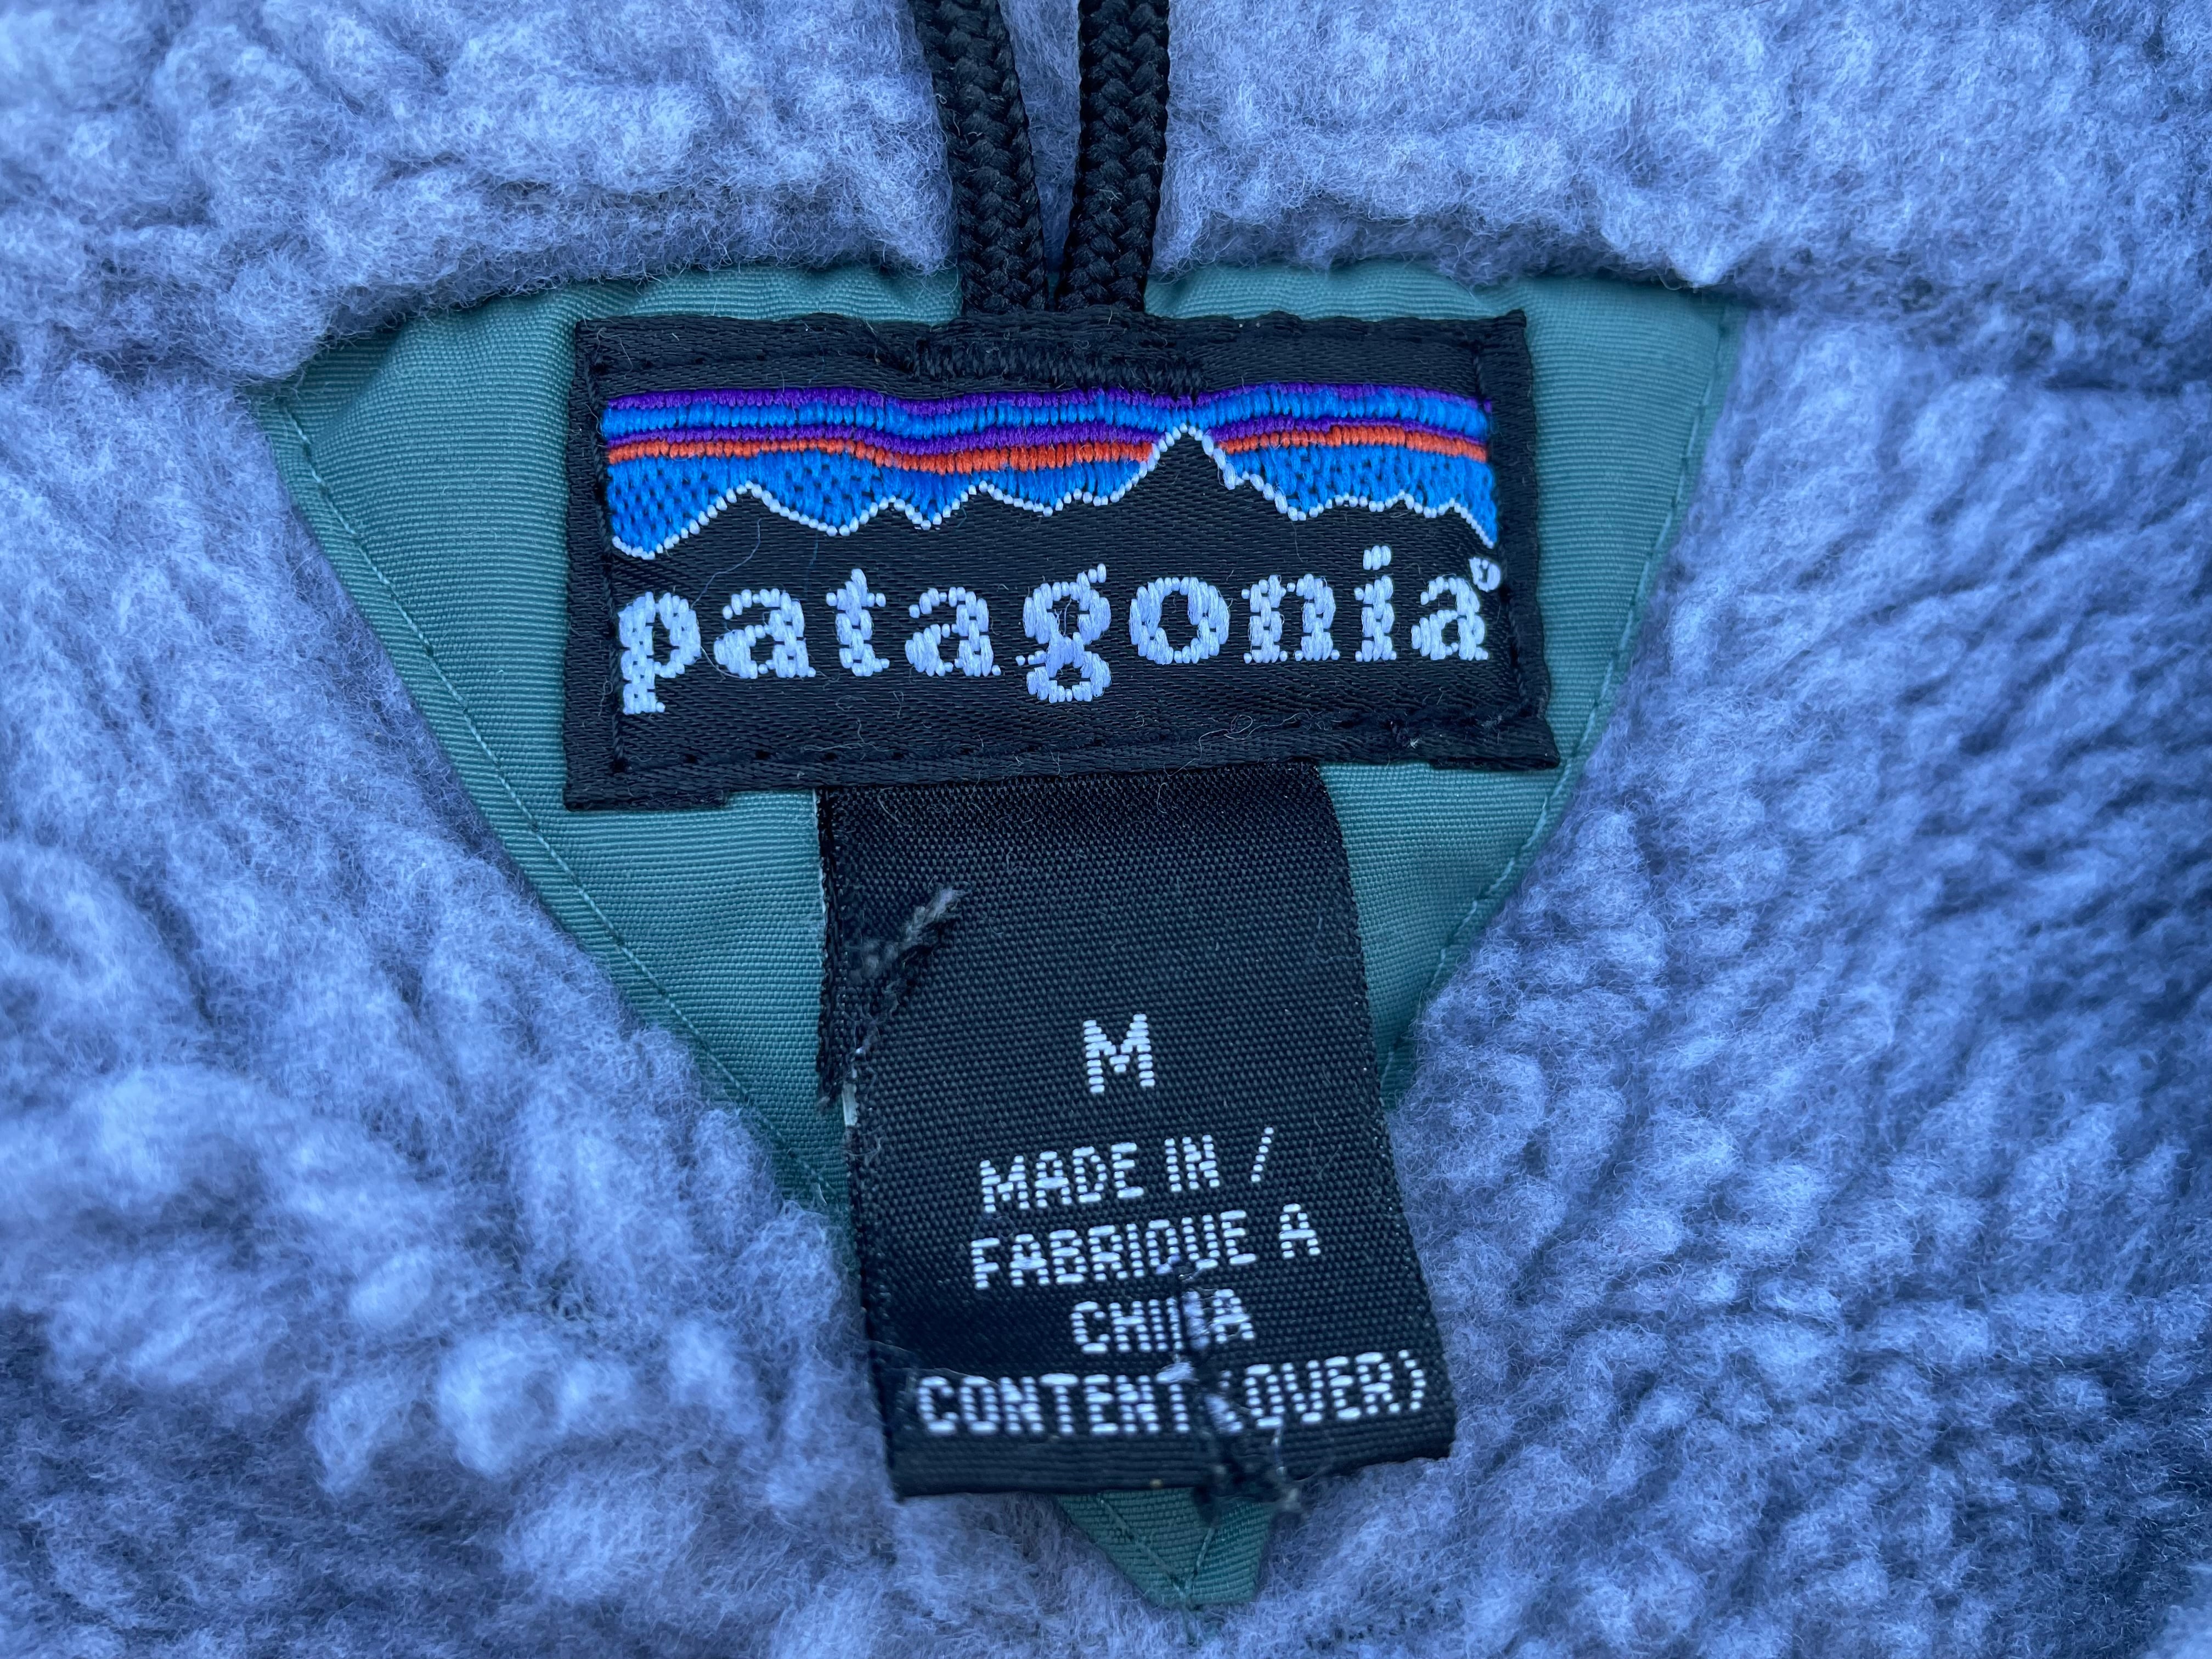 patagonia®
M
MADE IN /
FABRIQUE A
CHINA
CONTENT (OVER)